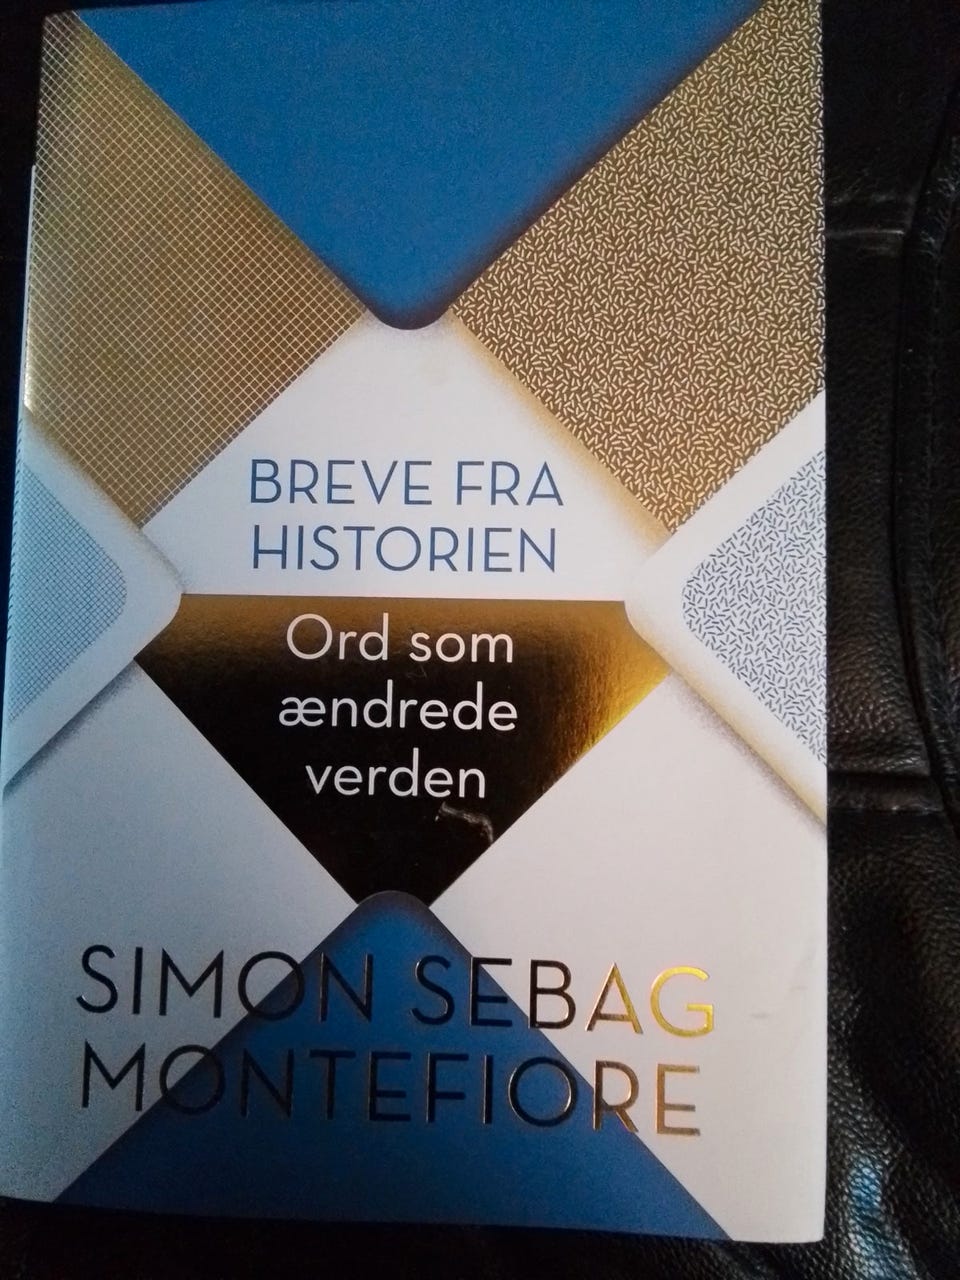 BREVE FRA
HISTORIEN
Ord som
ændrede
verden
SIMON SEBAG
MONTEFIORE